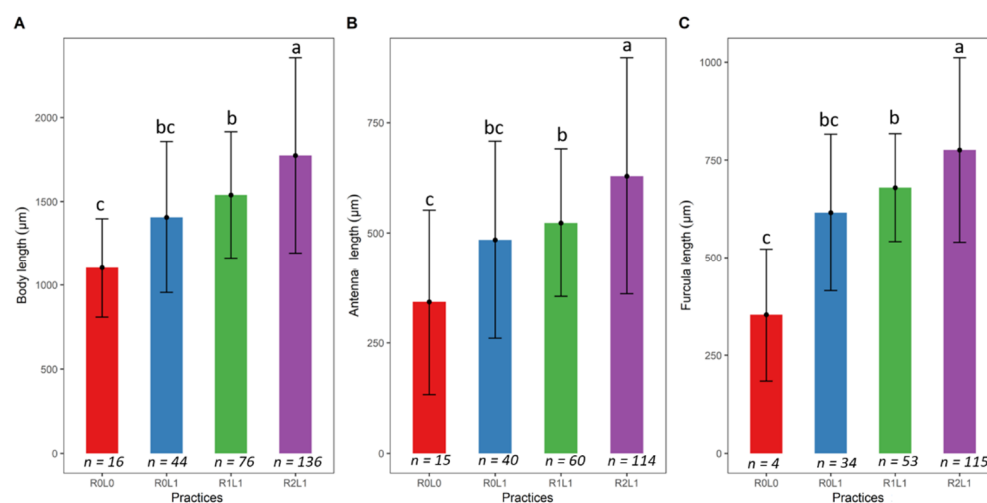 A
Body length (µm)
2000
1500
1000
500
0
c
bc
b
a
n = 16
n = 44
n = 76
n = 136
R0L0
R0L1
R1L1
R2L1
Practices
B
Antenna length (µm)
750
500
250
0
c
bc
b
a
n = 15
n = 40
n = 60
n = 114
R0L0
R0L1
R1L1
R2L1
Practices
C
Furcula length (µm)
1000
750
500
250
0
c
bc
b
a
n = 4
n = 34
n = 53
n = 115
R0L0
R0L1
R1L1
R2L1
Practices